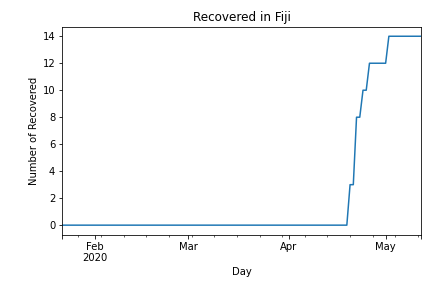 Recovered in Fiji
14
12
10
8
6
4
2
0
Number of Recovered
Feb
2020
Mar
Apr
May
Day